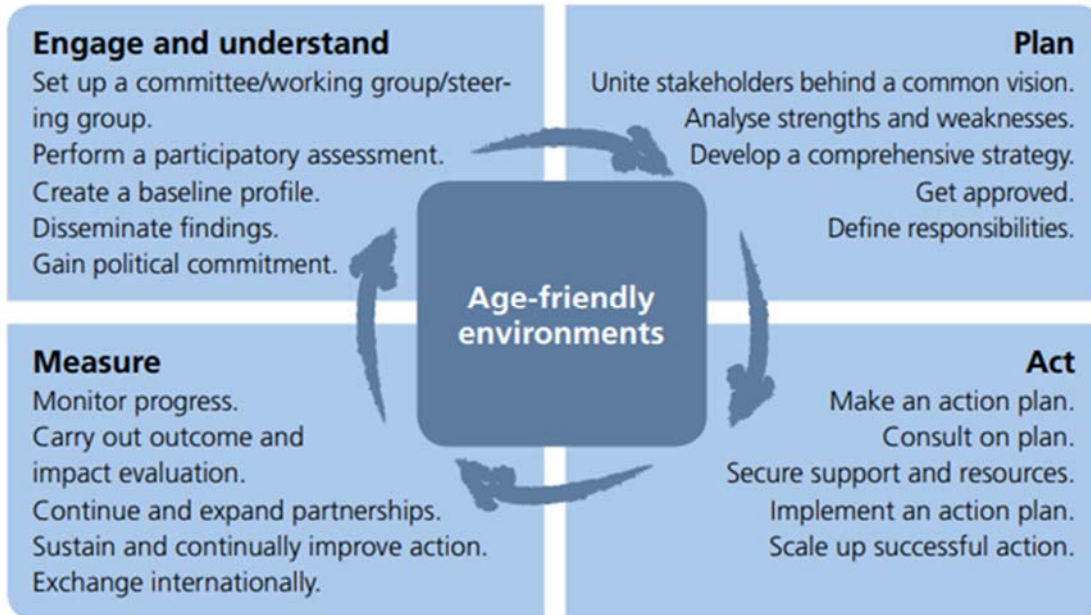 Engage and understand
Set up a committee/working group/steer-
ing group.
Perform a participatory assessment.
Create a baseline profile.
Disseminate findings.
Gain political commitment.
Plan
Unite stakeholders behind a common vision.
Analyse strengths and weaknesses.
Develop a comprehensive strategy.
Get approved.
Define responsibilities.
Age-friendly
environments
Measure
Monitor progress.
Carry out outcome and
impact evaluation.
Continue and expand partnerships.
Sustain and continually improve action.
Exchange internationally.
Act
Make an action plan.
Consult on plan.
Secure support and resources.
Implement an action plan.
Scale up successful action.